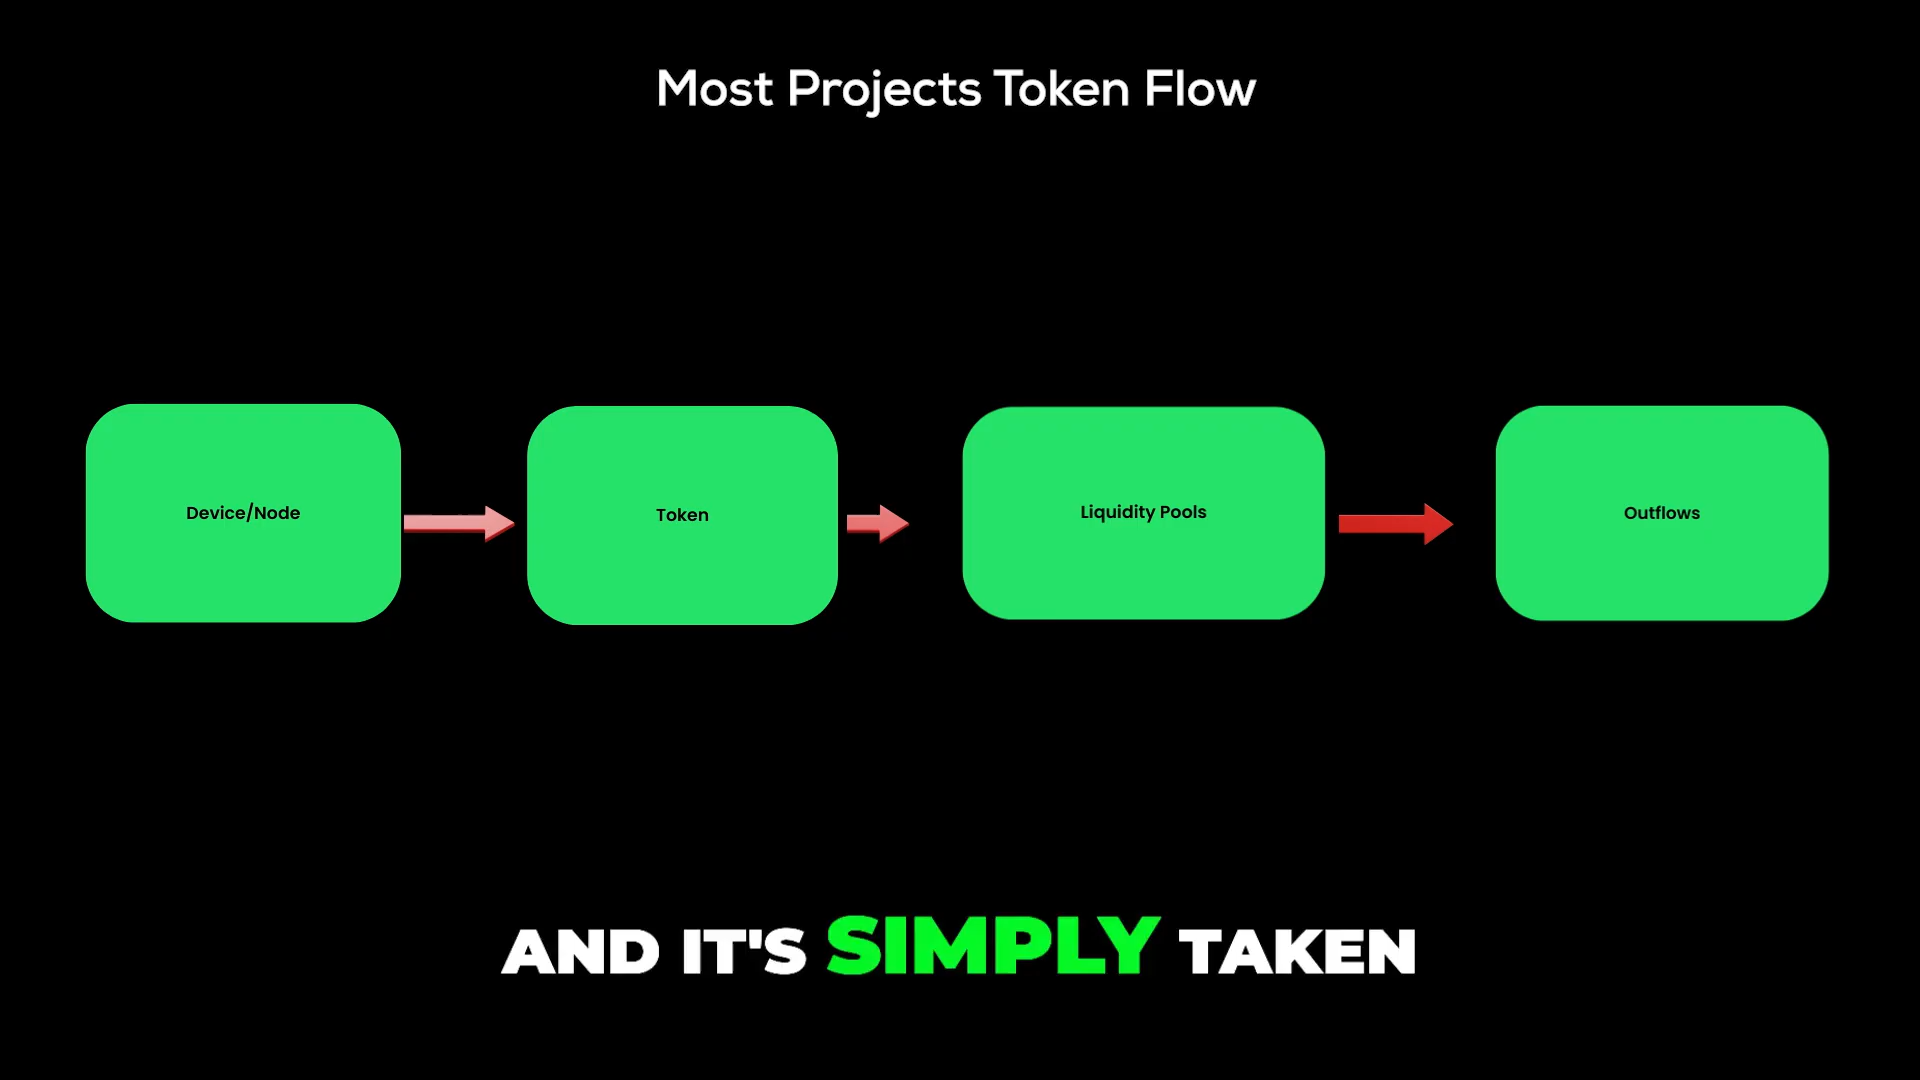 Most Projects Token Flow
Device/Node
Token
Liquidity Pools
Outflows
AND IT'S SIMPLY TAKEN